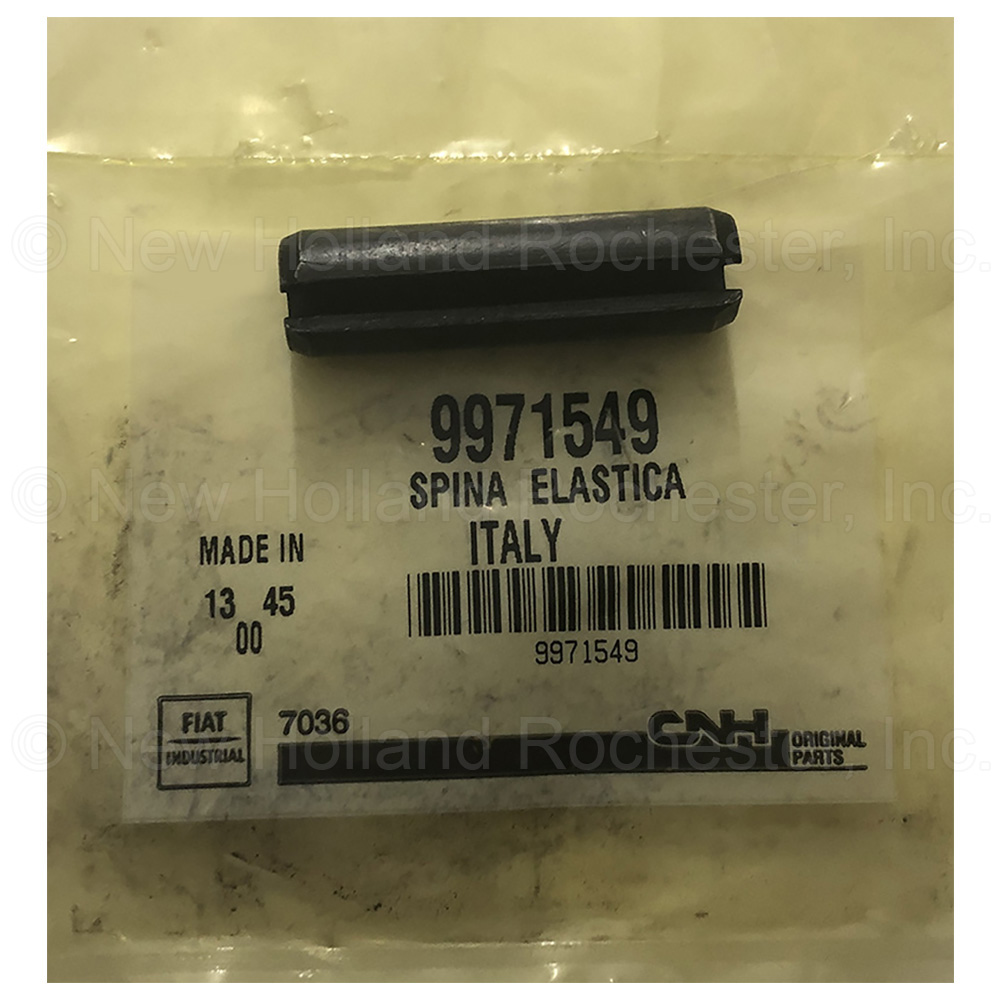 © New Holland Rochester, Inc.
9971549
SPINA ELASTICA
© New Holland Rochester, Inc.
MADE IN ITALY
13 45
00
9971549
FIAT
INDUSTRIAL
7036
© New Holland Rochester, Inc.
CNH
ORIGINAL
PARTS